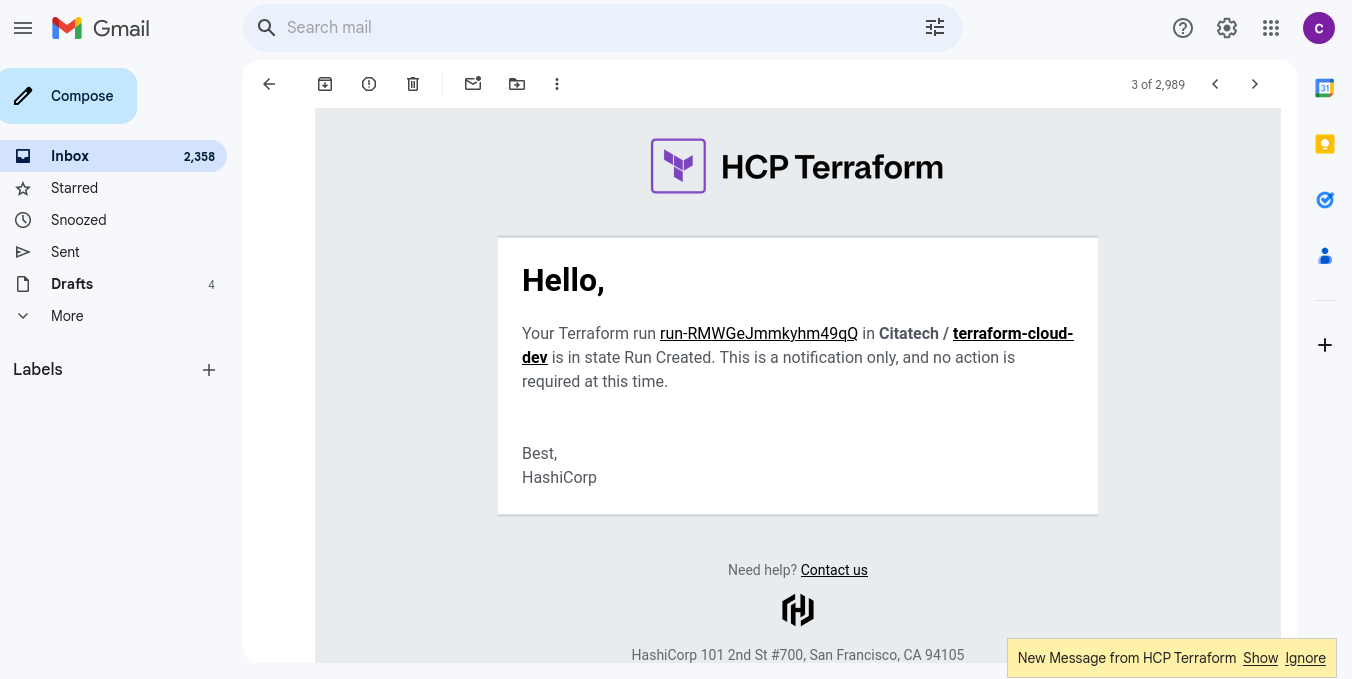 Gmail
Search mail
C
Compose
3 of 2,989
31
Inbox 2,358
Starred
Snoozed
Sent
Drafts 4
More
Labels
HCP Terraform
Hello,
Your Terraform run run-RMWGeJmmkyhm49qQ in Citatech / terraform-cloud-
dev is in state Run Created. This is a notification only, and no action is
required at this time.
Best,
HashiCorp
Need help? Contact us
HashiCorp 101 2nd St #700, San Francisco, CA 94105
New Message from HCP Terraform Show Ignore